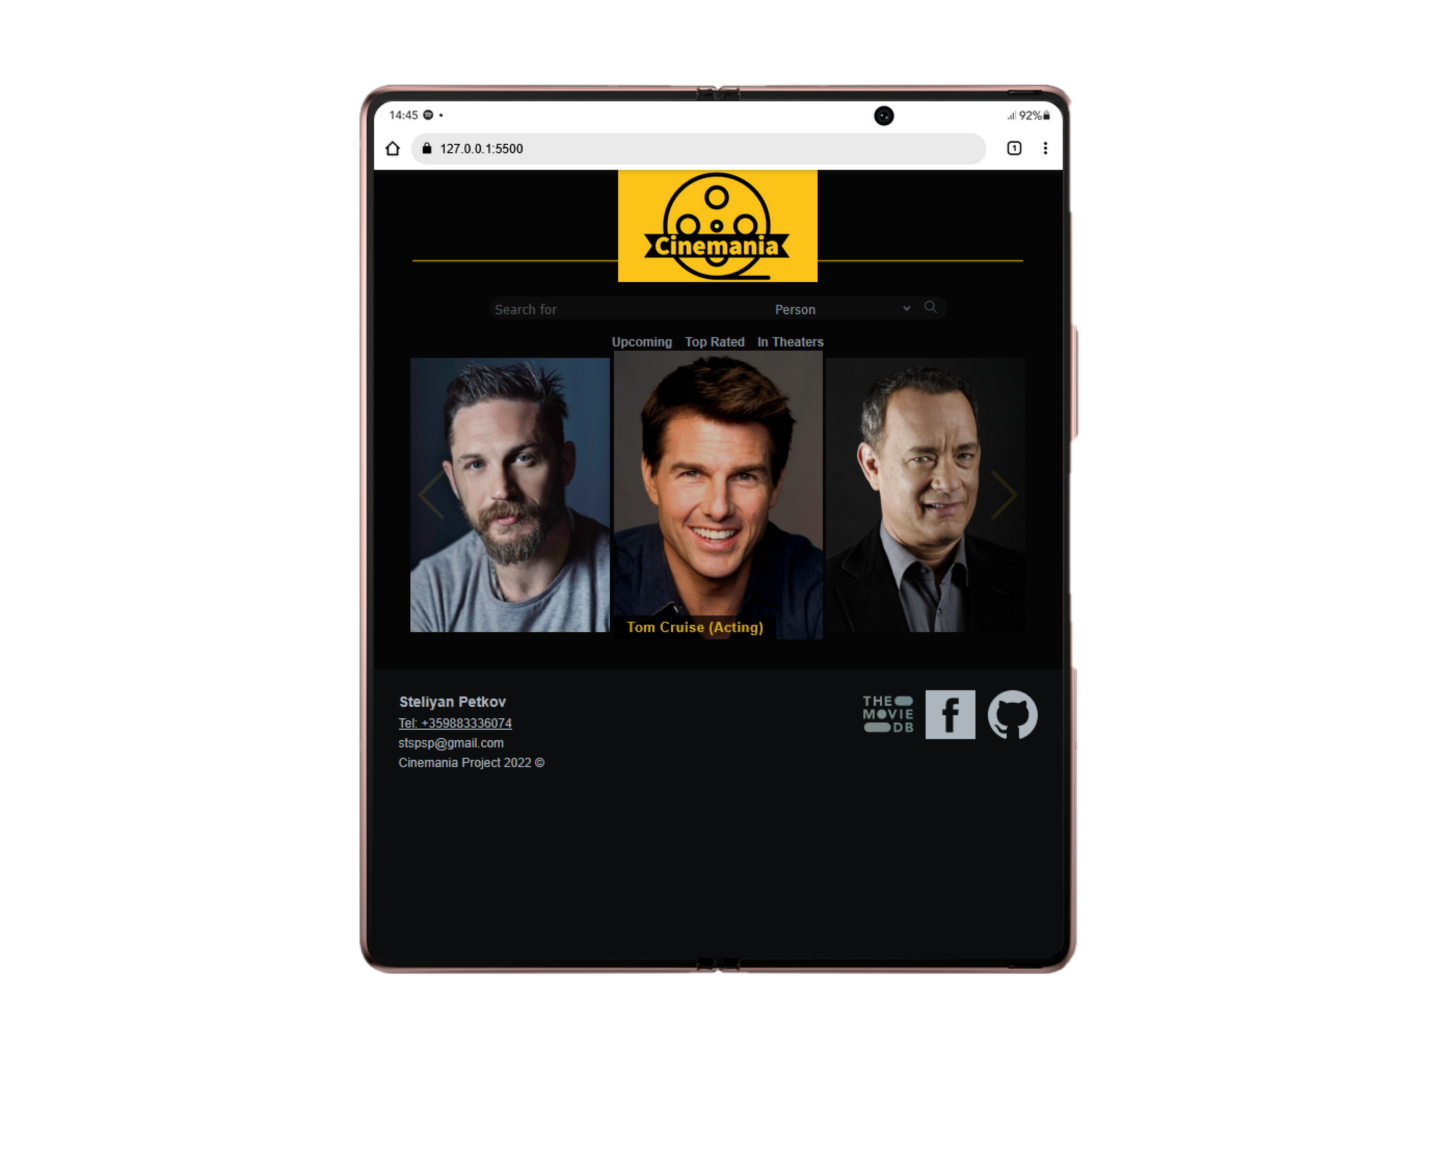 14:45
92%
127.0.0.1:5500
1
Cinemania
Search for
Person
Upcoming Top Rated In Theaters
Tom Cruise (Acting)
Steliyan Petkov
Tel: +359883336074
stspsp@gmail.com
Cinemania Project 2022 ©
THE
MOVIE
DB
f